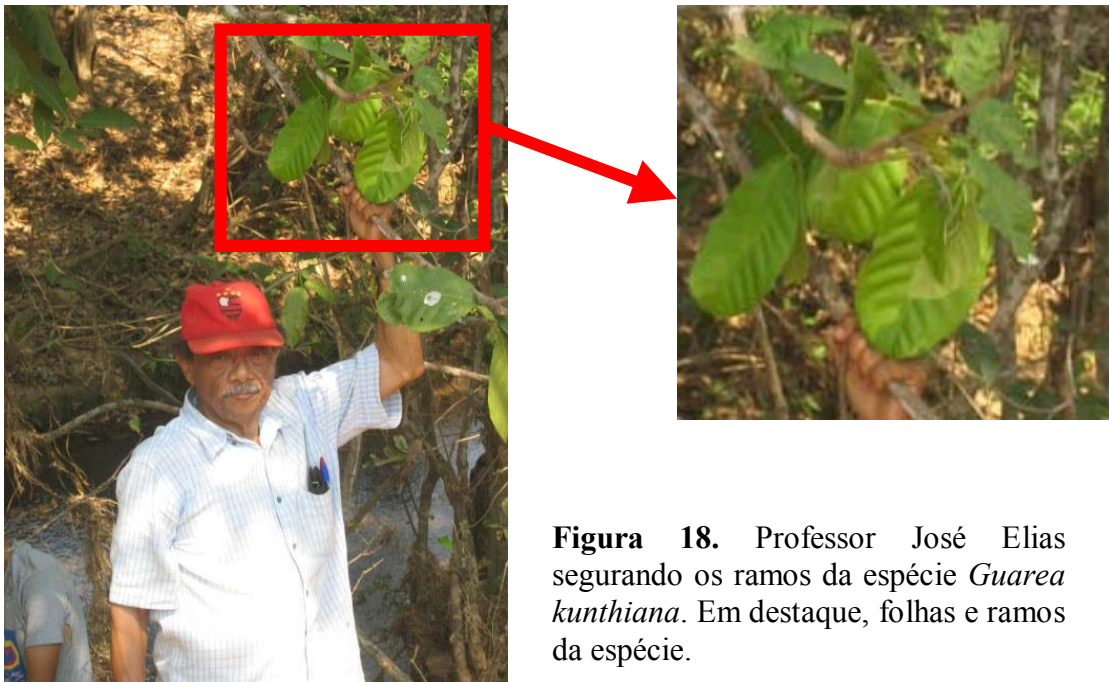 Figura 18. Professor José Elias
segurando os ramos da espécie Guarea
kunthiana. Em destaque, folhas e ramos
da espécie.